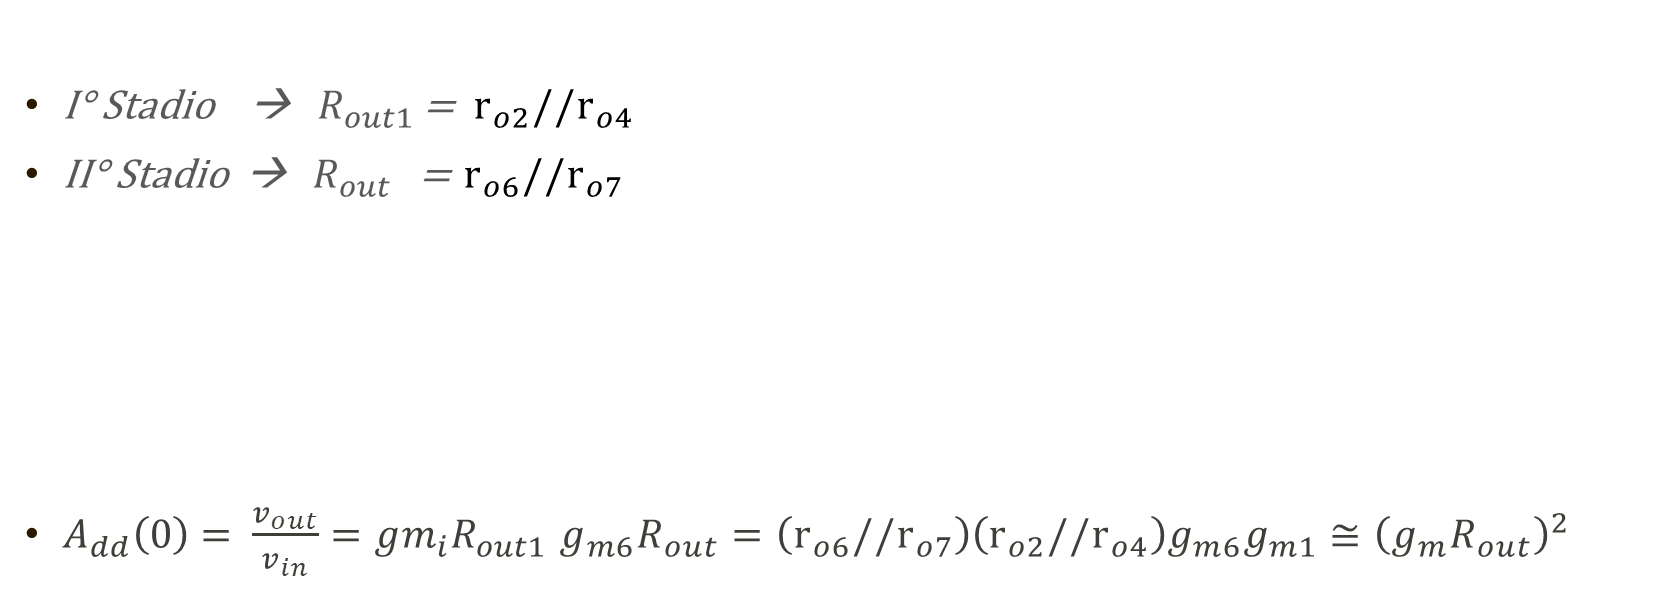 • I° Stadio → R_out1 = r_o2//r_o4
• II° Stadio → R_out = r_o6//r_o7
• A_dd(0) = v_out/v_in = gm_i R_out1 g_m6 R_out = (r_o6//r_o7)(r_o2//r_o4)g_m6 g_m1 ≅ (g_m R_out)²